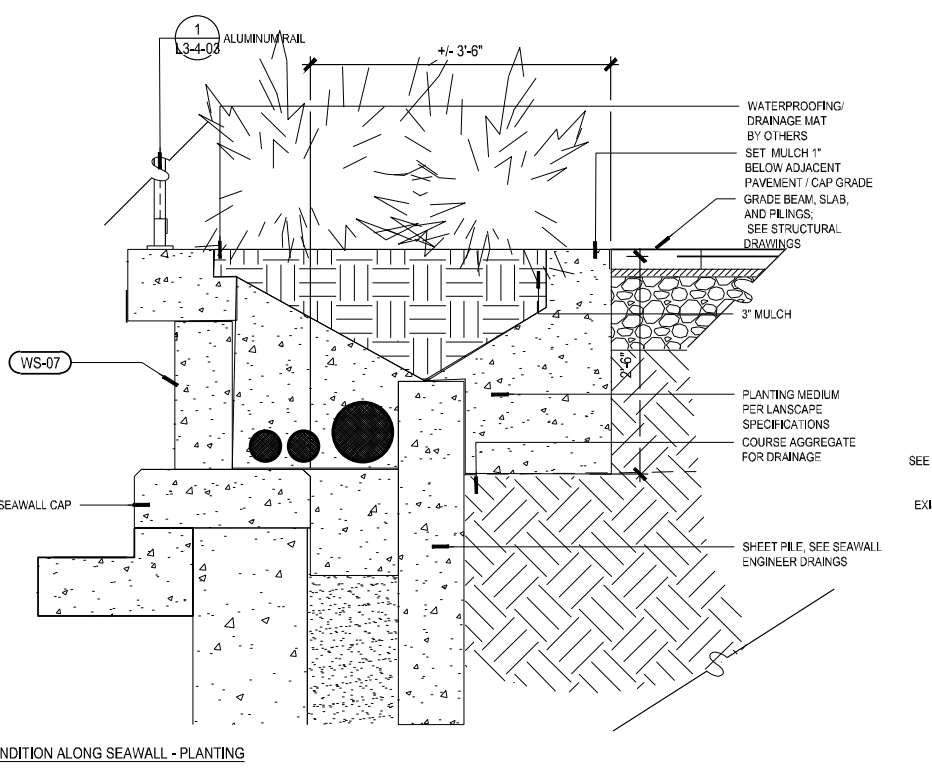 1
L3-4-03
ALUMINUM RAIL
+/- 3'-6"
WATERPROOFING/
DRAINAGE MAT
BY OTHERS
SET MULCH 1"
BELOW ADJACENT
PAVEMENT / CAP GRADE
GRADE BEAM, SLAB,
AND PILINGS;
SEE STRUCTURAL
DRAWINGS
3" MULCH
2'-6"
WS-07
PLANTING MEDIUM
PER LANSCAPE
SPECIFICATIONS
COURSE AGGREGATE
FOR DRAINAGE
SEE
SEAWALL CAP
EXI
SHEET PILE, SEE SEAWALL
ENGINEER DRAINGS
NDITION ALONG SEAWALL - PLANTING